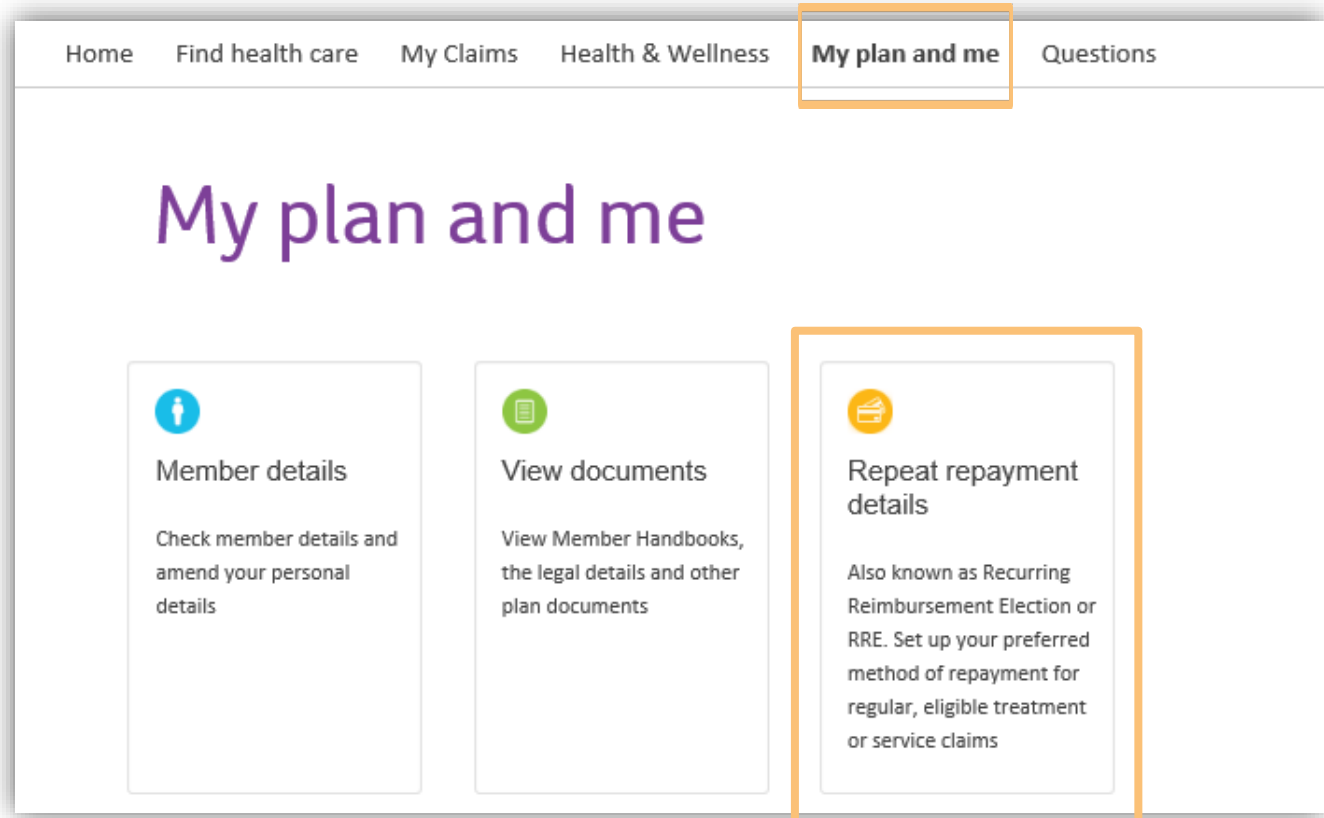 Home Find health care My Claims Health & Wellness My plan and me Questions
My plan and me
Member details
Check member details and
amend your personal
details
View documents
View Member Handbooks,
the legal details and other
plan documents
Repeat repayment
details
Also known as Recurring
Reimbursement Election or
RRE. Set up your preferred
method of repayment for
regular, eligible treatment
or service claims